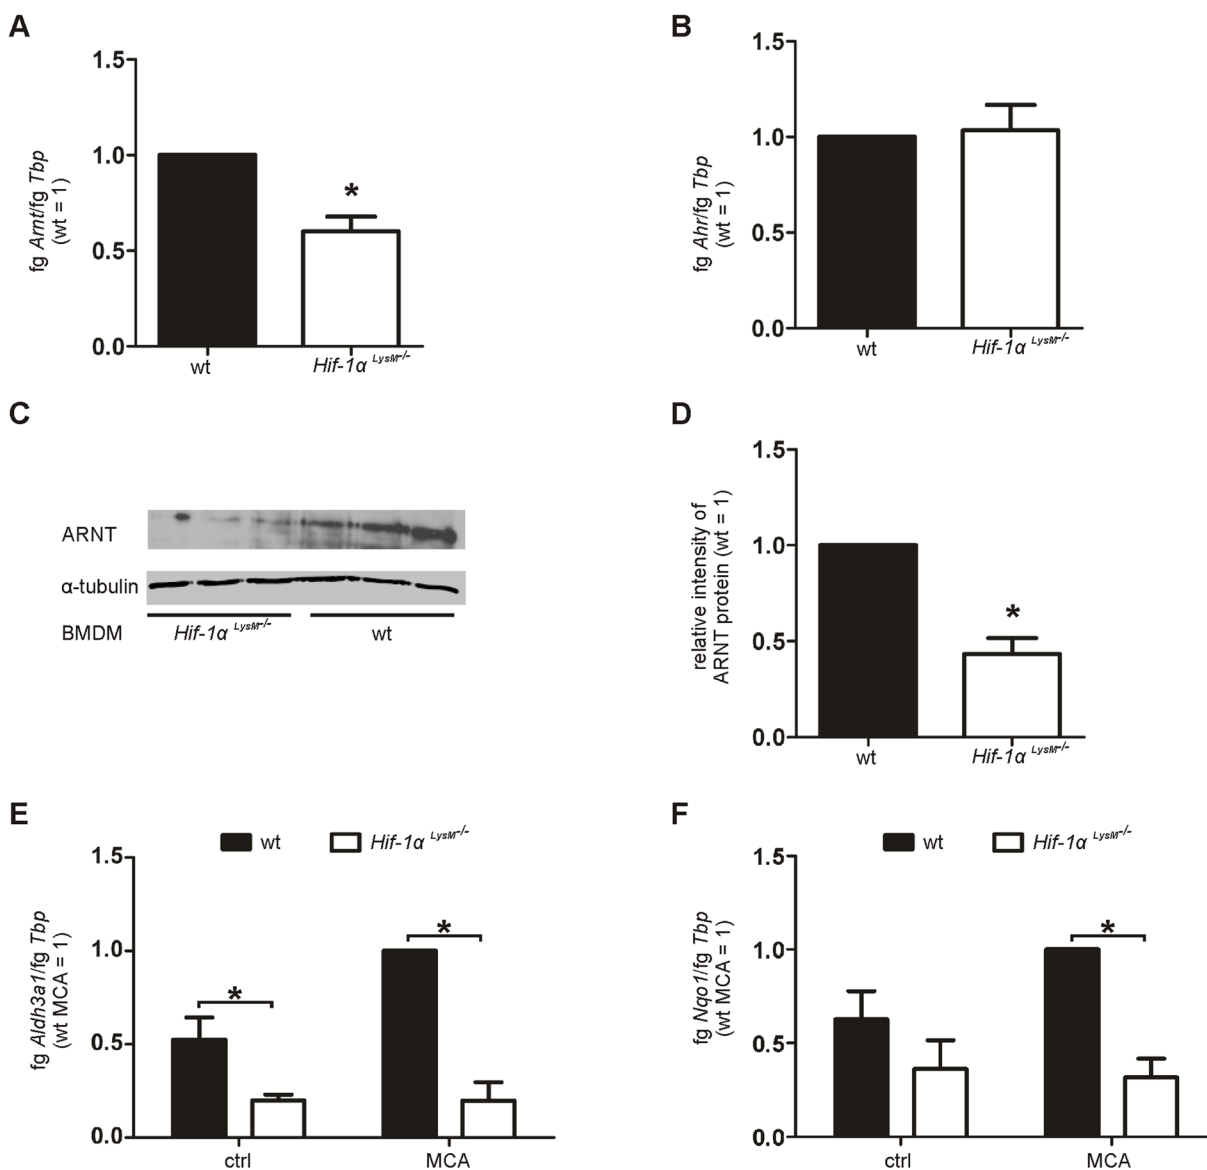 A
1.5
1.0
0.5
0.0
fg Arnt/fg Tbp
(wt = 1)
*
wt
Hif-1α LysM-/-
B
1.5
1.0
0.5
0.0
fg Ahr/fg Tbp
(wt = 1)
wt
Hif-1α LysM-/-
C
ARNT
α-tubulin
BMDM
Hif-1α LysM-/-
wt
D
1.5
1.0
0.5
0.0
relative intensity of
ARNT protein (wt = 1)
*
wt
Hif-1α LysM-/-
E
wt
Hif-1α LysM-/-
1.5
1.0
0.5
0.0
fg Aldh3a1/fg Tbp
(wt MCA = 1)
*
*
ctrl
MCA
F
wt
Hif-1α LysM-/-
1.5
1.0
0.5
0.0
fg Nqo1/fg Tbp
(wt MCA = 1)
*
ctrl
MCA